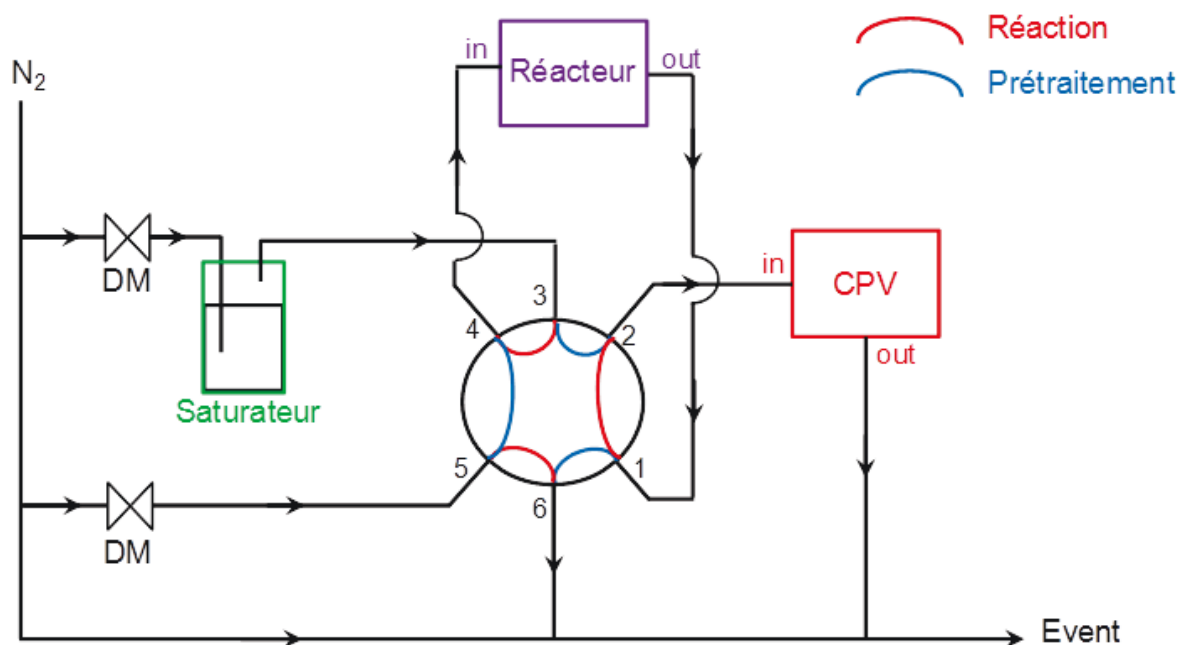 Réaction
Prétraitement
N2
in
Réacteur
out
DM
Saturateur
3
4
2
in
CPV
out
5
1
6
DM
Event